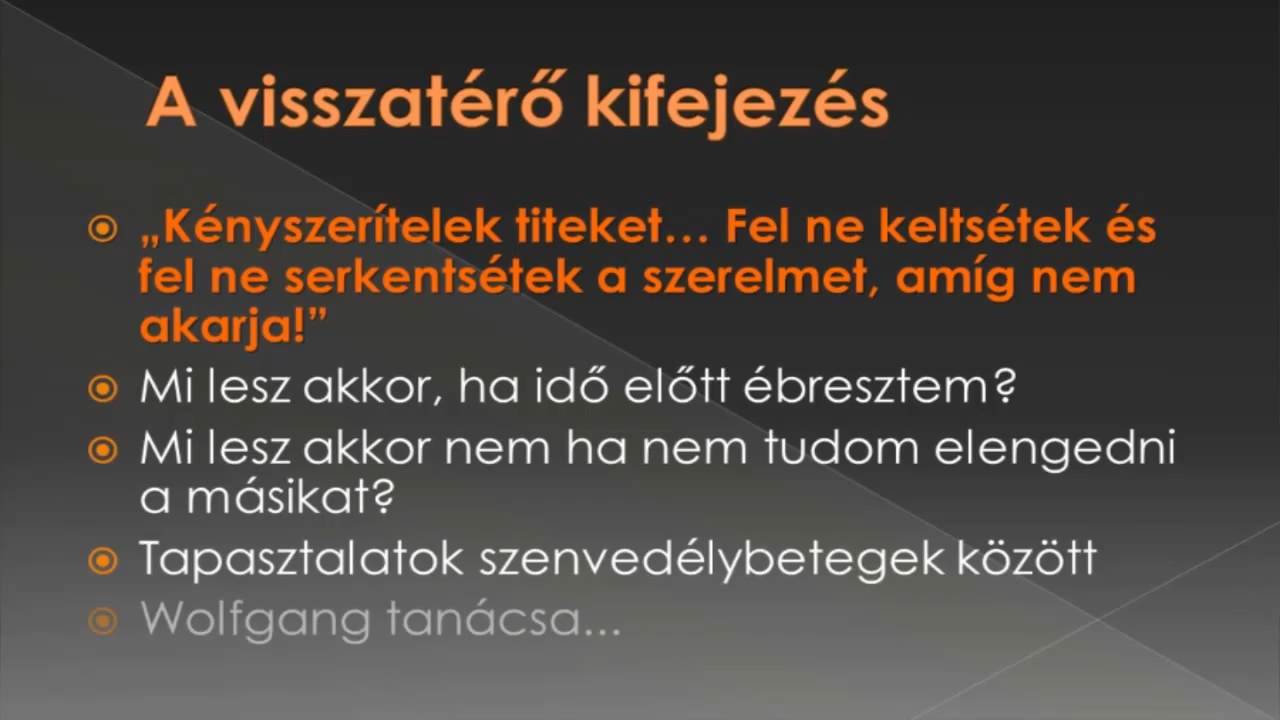 A visszatérő kifejezés
„Kényszerítelek titeket… Fel ne keltsétek és
fel ne serkentsétek a szerelmet, amíg nem
akarja!”
Mi lesz akkor, ha idő előtt ébresztem?
Mi lesz akkor nem ha nem tudom elengedni
a másikat?
Tapasztalatok szenvedélybetegek között
Wolfgang tanácsa…